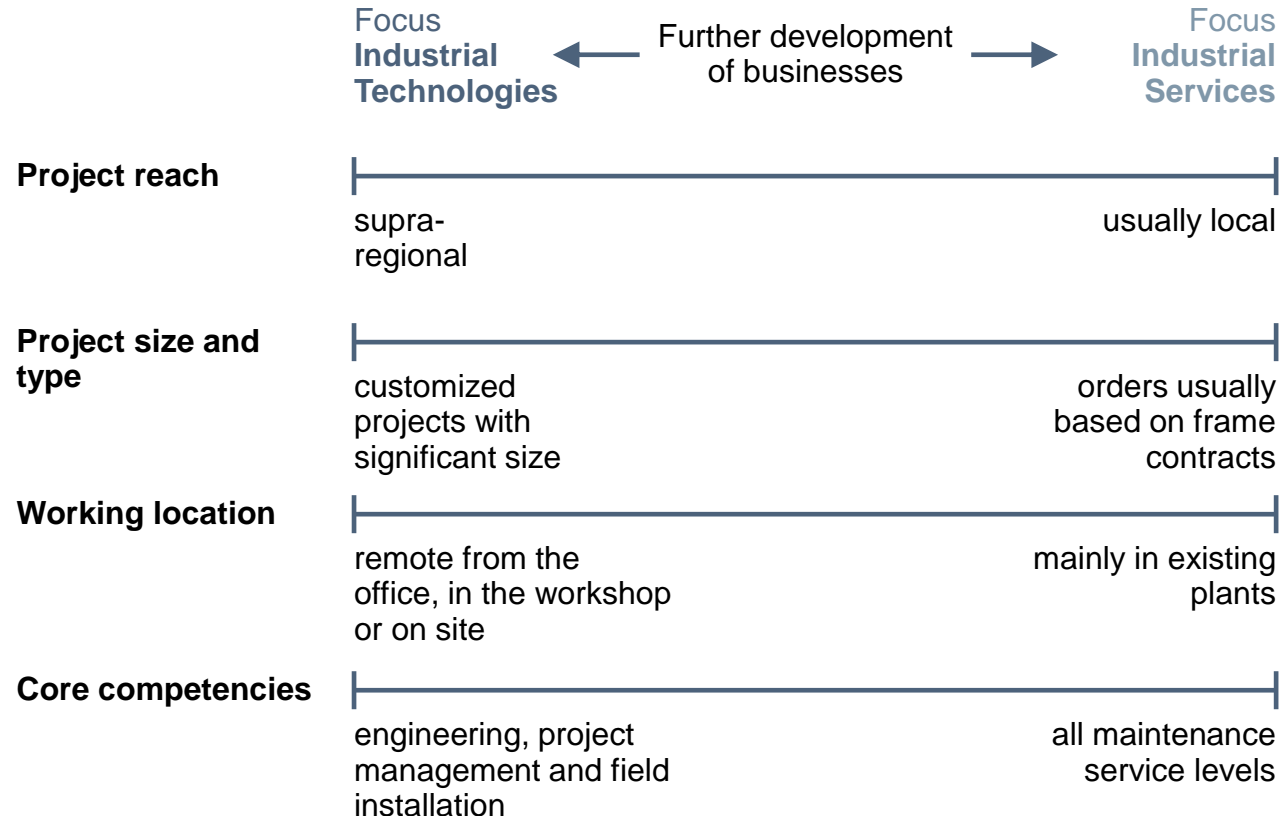 Focus
Industrial
Technologies
Further development
of businesses
Focus
Industrial
Services
Project reach
supra-
regional
usually local
Project size and
type
customized
projects with
significant size
orders usually
based on frame
contracts
Working location
remote from the
office, in the workshop
or on site
mainly in existing
plants
Core competencies
engineering, project
management and field
installation
all maintenance
service levels